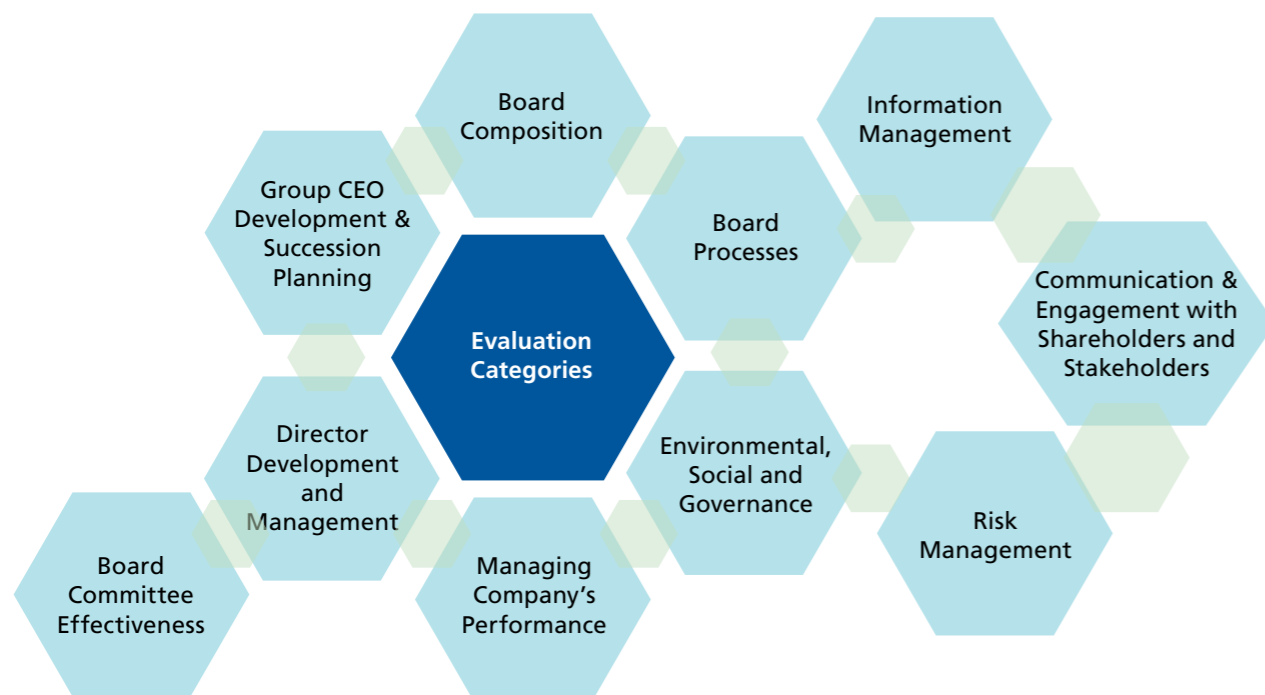 Board
Composition
Information
Management
Group CEO
Development &
Succession
Planning
Board
Processes
Communication &
Engagement with
Shareholders and
Stakeholders
Evaluation
Categories
Director
Development
and
Management
Environmental,
Social and
Governance
Risk
Management
Board
Committee
Effectiveness
Managing
Company’s
Performance